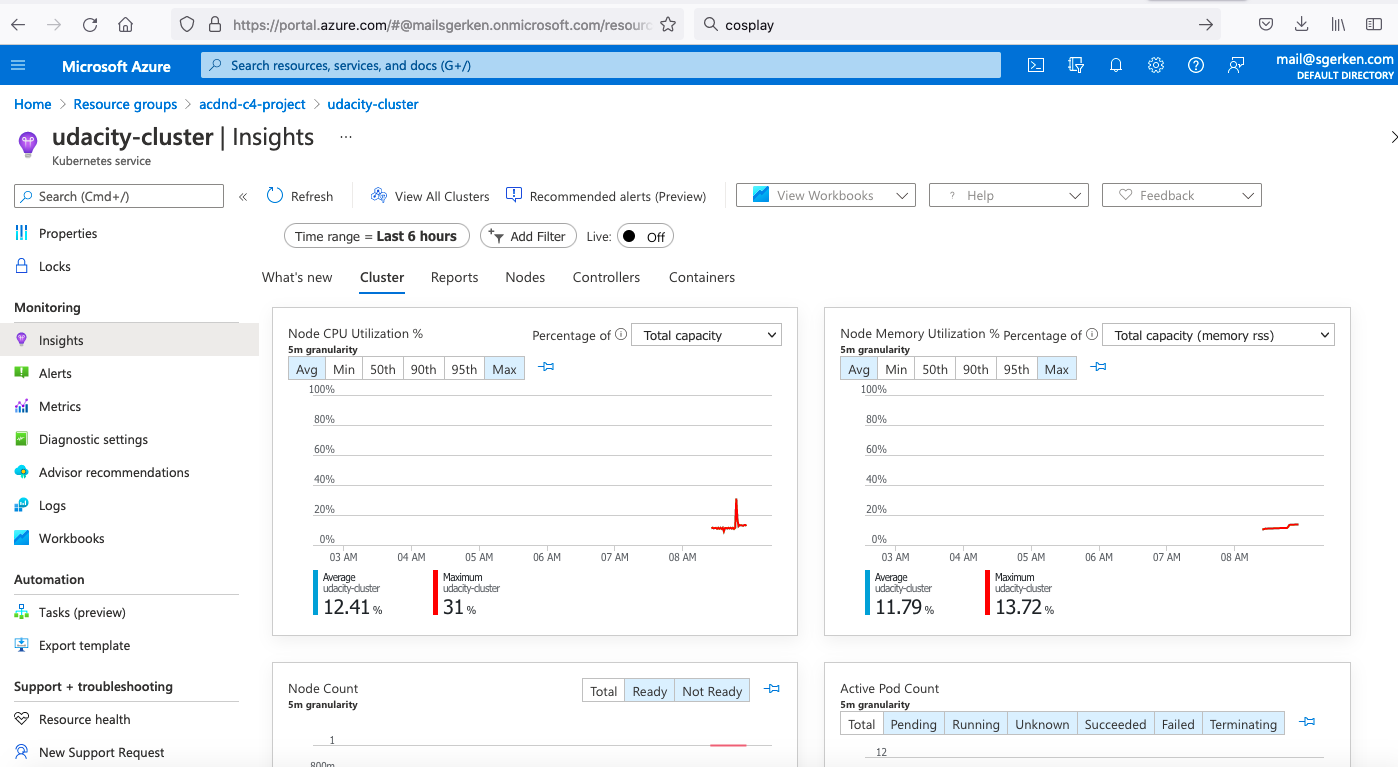 https://portal.azure.com/#@mailsgerken.onmicrosoft.com/resourc
cosplay
Microsoft Azure
Search resources, services, and docs (G+/)
mail@sgerken.com
DEFAULT DIRECTORY
Home > Resource groups > acdnd-c4-project > udacity-cluster
udacity-cluster | Insights ...
Kubernetes service
Search (Cmd+/)
«
Refresh
View All Clusters
Recommended alerts (Preview)
View Workbooks
? Help
Feedback
Time range = Last 6 hours
Add Filter
Live: Off
What's new
Cluster
Reports
Nodes
Controllers
Containers
Properties
Locks
Monitoring
Insights
Alerts
Metrics
Diagnostic settings
Advisor recommendations
Logs
Workbooks
Automation
Tasks (preview)
Export template
Support + troubleshooting
Resource health
New Support Request
Node CPU Utilization %
5m granularity
Percentage of
Total capacity
Avg Min 50th 90th 95th Max
100%
80%
60%
40%
20%
0%
03 AM 04 AM 05 AM 06 AM 07 AM 08 AM
Average
udacity-cluster
12.41 %
Maximum
udacity-cluster
31 %
Node Memory Utilization %
5m granularity
Percentage of
Total capacity (memory rss)
Avg Min 50th 90th 95th Max
100%
80%
60%
40%
20%
0%
03 AM 04 AM 05 AM 06 AM 07 AM 08 AM
Average
udacity-cluster
11.79 %
Maximum
udacity-cluster
13.72 %
Node Count
5m granularity
Total Ready Not Ready
1
800m
Active Pod Count
5m granularity
Total Pending Running Unknown Succeeded Failed Terminating
12